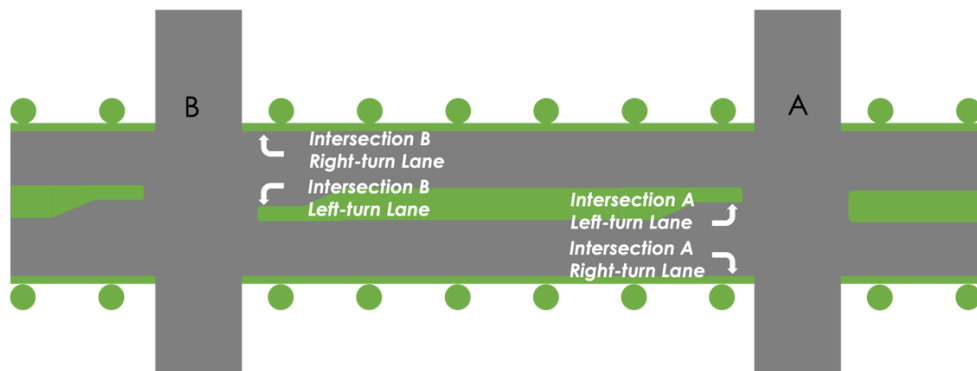 B
A
Intersection B
Right-turn Lane
Intersection B
Left-turn Lane
Intersection A
Left-turn Lane
Intersection A
Right-turn Lane